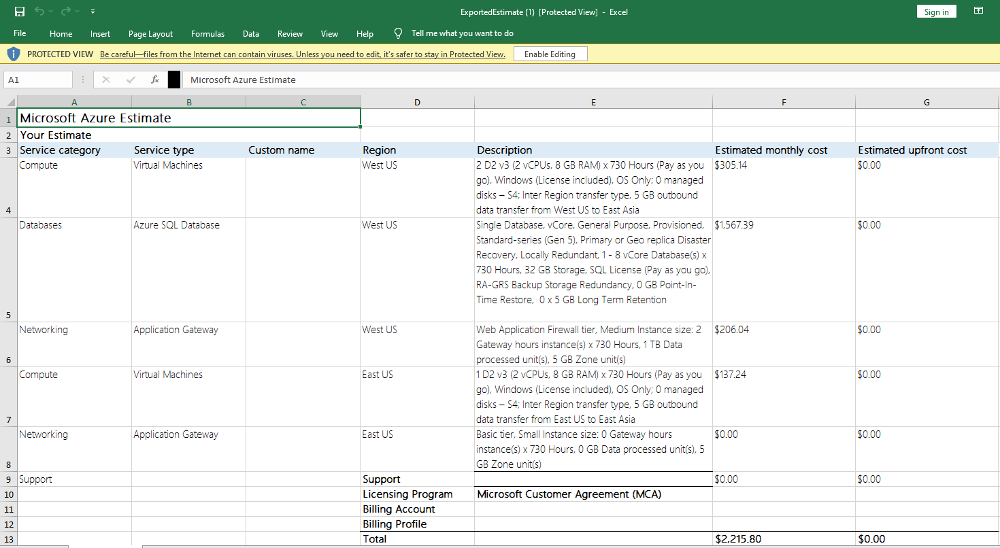 ExportedEstimate (1) [Protected View] - Excel
Sign in
File Home Insert Page Layout Formulas Data Review View Help Tell me what you want to do
PROTECTED VIEW Be careful—files from the Internet can contain viruses. Unless you need to edit, it's safer to stay in Protected View. Enable Editing
A1 fx Microsoft Azure Estimate
A B C D E F G
1 Microsoft Azure Estimate
2 Your Estimate
3 Service category Service type Custom name Region Description Estimated monthly cost Estimated upfront cost
Compute Virtual Machines West US 2 D2 v3 (2 vCPUs, 8 GB RAM) x 730 Hours (Pay as you $305.14 $0.00
go), Windows (License included), OS Only; 0 managed
disks – S4; Inter Region transfer type, 5 GB outbound
4 data transfer from West US to East Asia
Databases Azure SQL Database West US Single Database, vCore, General Purpose, Provisioned, $1,567.39 $0.00
Standard-series (Gen 5), Primary or Geo replica Disaster
Recovery, Locally Redundant, 1 - 8 vCore Database(s) x
730 Hours, 32 GB Storage, SQL License (Pay as you go),
RA-GRS Backup Storage Redundancy, 0 GB Point-In-
Time Restore, 0 x 5 GB Long Term Retention
5
Networking Application Gateway West US Web Application Firewall tier, Medium Instance size: 2 $206.04 $0.00
Gateway hours instance(s) x 730 Hours, 1 TB Data
6 processed unit(s), 5 GB Zone unit(s)
Compute Virtual Machines East US 1 D2 v3 (2 vCPUs, 8 GB RAM) x 730 Hours (Pay as you $137.24 $0.00
go), Windows (License included), OS Only; 0 managed
disks – S4; Inter Region transfer type, 5 GB outbound
7 data transfer from East US to East Asia
Networking Application Gateway East US Basic tier, Small Instance size: 0 Gateway hours $0.00 $0.00
instance(s) x 730 Hours, 0 GB Data processed unit(s), 5
8 GB Zone unit(s)
9 Support Support $0.00 $0.00
10 Licensing Program Microsoft Customer Agreement (MCA)
11 Billing Account
12 Billing Profile
13 Total $2,215.80 $0.00